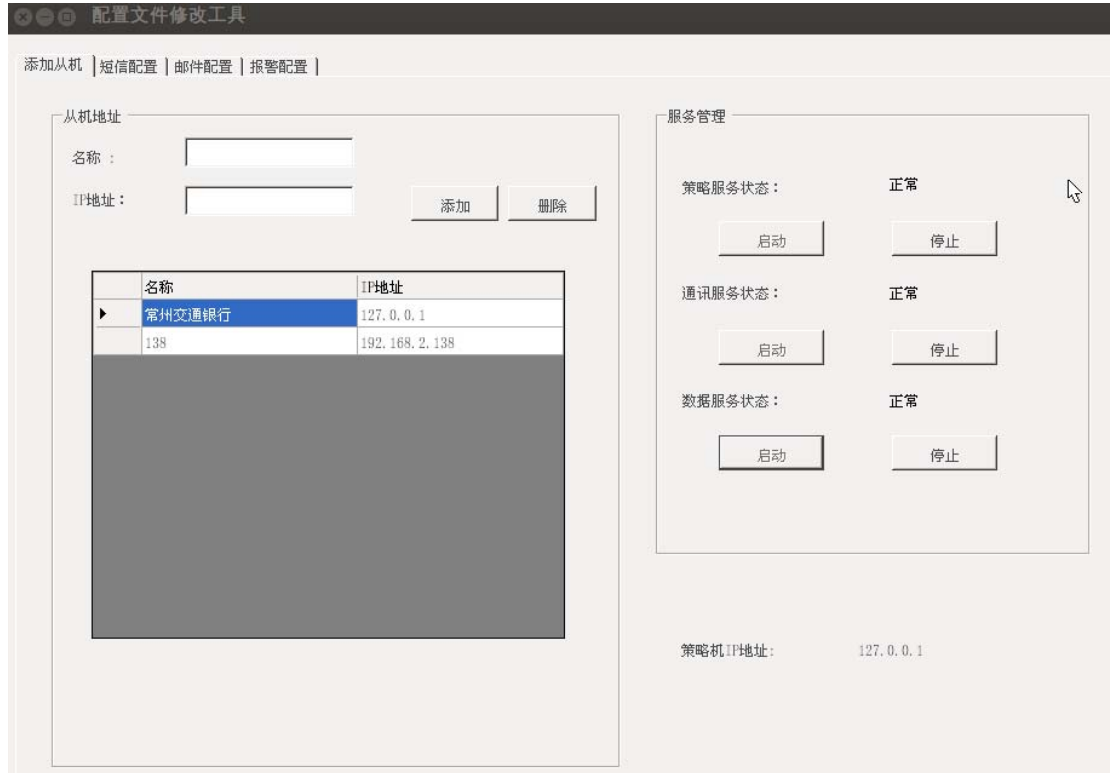 配置文件修改工具
添加从机 短信配置 邮件配置 报警配置
从机地址
名称 :
IP地址：
添加 删除
名称 IP地址
常州交通银行 127.0.0.1
138 192.168.2.138
服务管理
策略服务状态： 正常
启动 停止
通讯服务状态： 正常
启动 停止
数据服务状态： 正常
启动 停止
策略机IP地址: 127.0.0.1